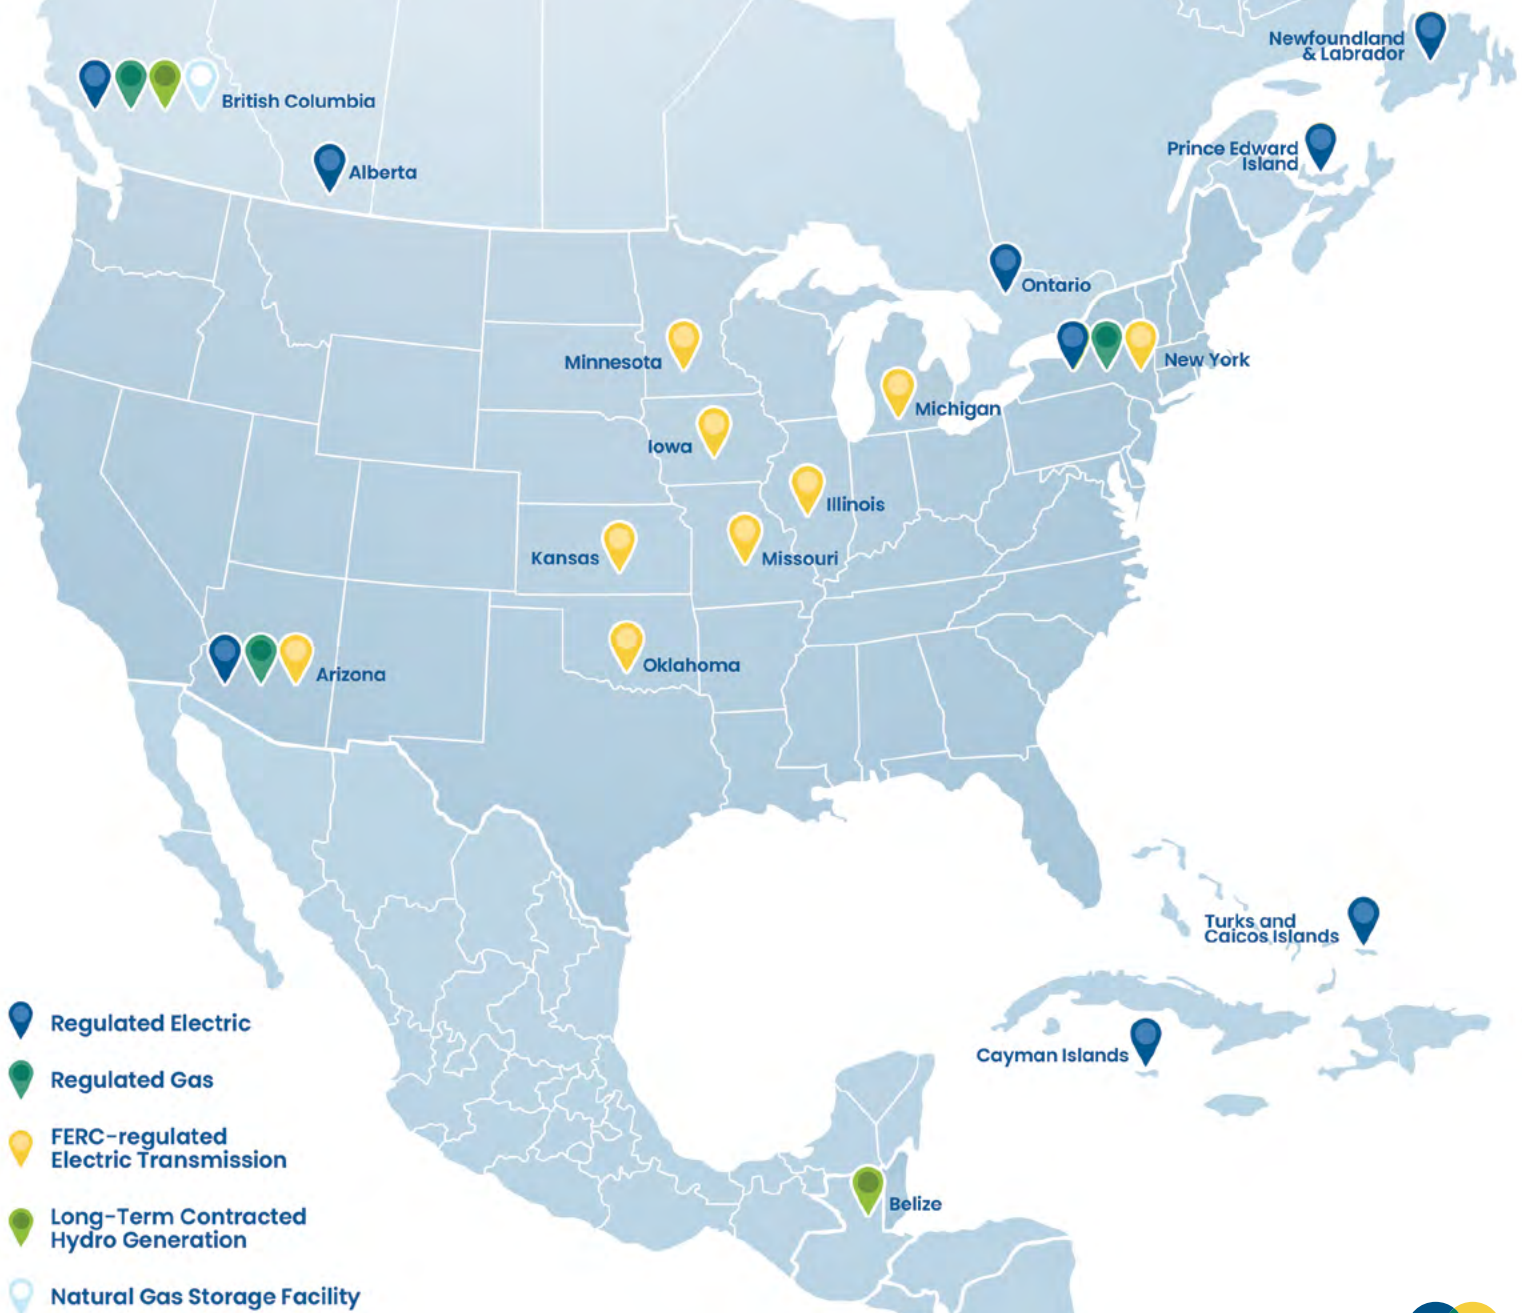 Newfoundland
& Labrador
British Columbia
Prince Edward
Island
Alberta
Ontario
Minnesota
New York
Michigan
Iowa
Illinois
Kansas
Missouri
Oklahoma
Arizona
Turks and
Caicos Islands
Cayman Islands
Belize
Regulated Electric
Regulated Gas
FERC-regulated
Electric Transmission
Long-Term Contracted
Hydro Generation
Natural Gas Storage Facility